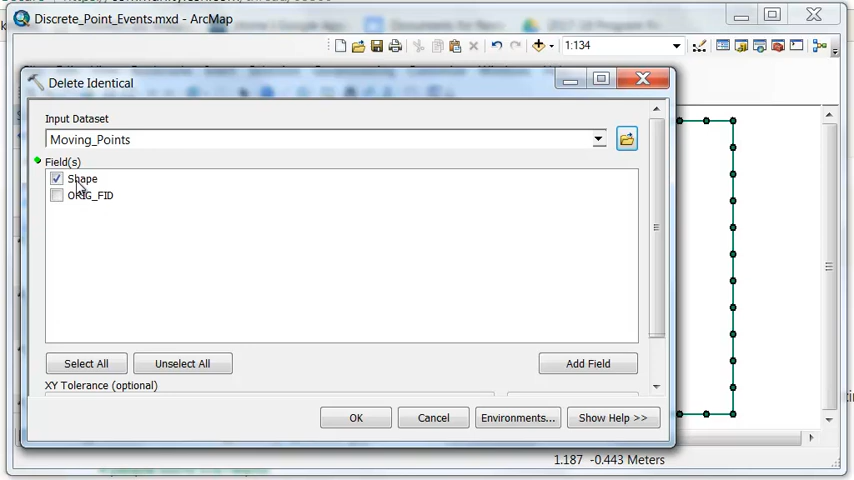 Discrete_Point_Events.mxd - ArcMap
1:134
Delete Identical
Input Dataset
Moving_Points
Field(s)
Shape
ORIG_FID
Select All
Unselect All
Add Field
XY Tolerance (optional)
OK
Cancel
Environments...
Show Help >>
1.187 -0.443 Meters